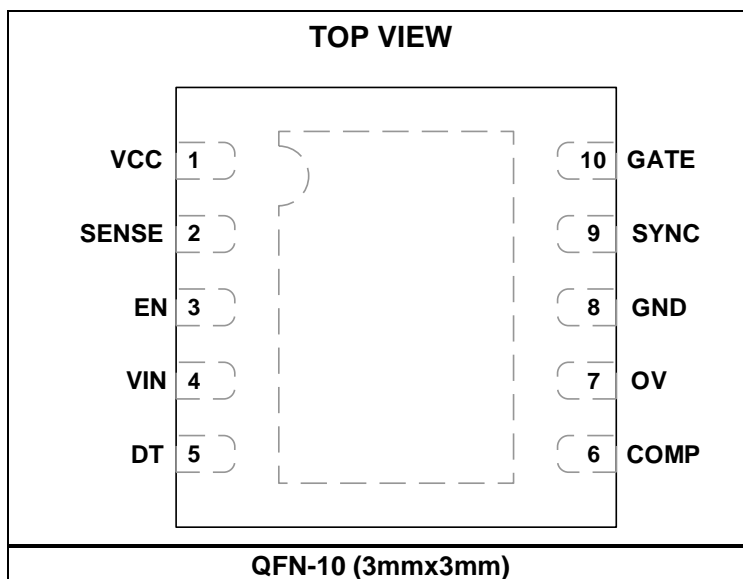 TOP VIEW
VCC 1 10 GATE
SENSE 2 9 SYNC
EN 3 8 GND
VIN 4 7 OV
DT 5 6 COMP
QFN-10 (3mmx3mm)